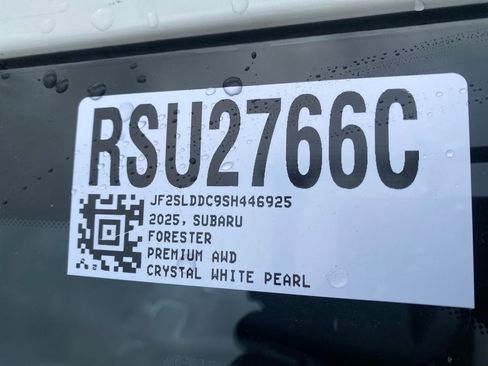 RSU2766C
JF2SLDDC9SH446925
2025, SUBARU
FORESTER
PREMIUM AWD
CRYSTAL WHITE PEARL